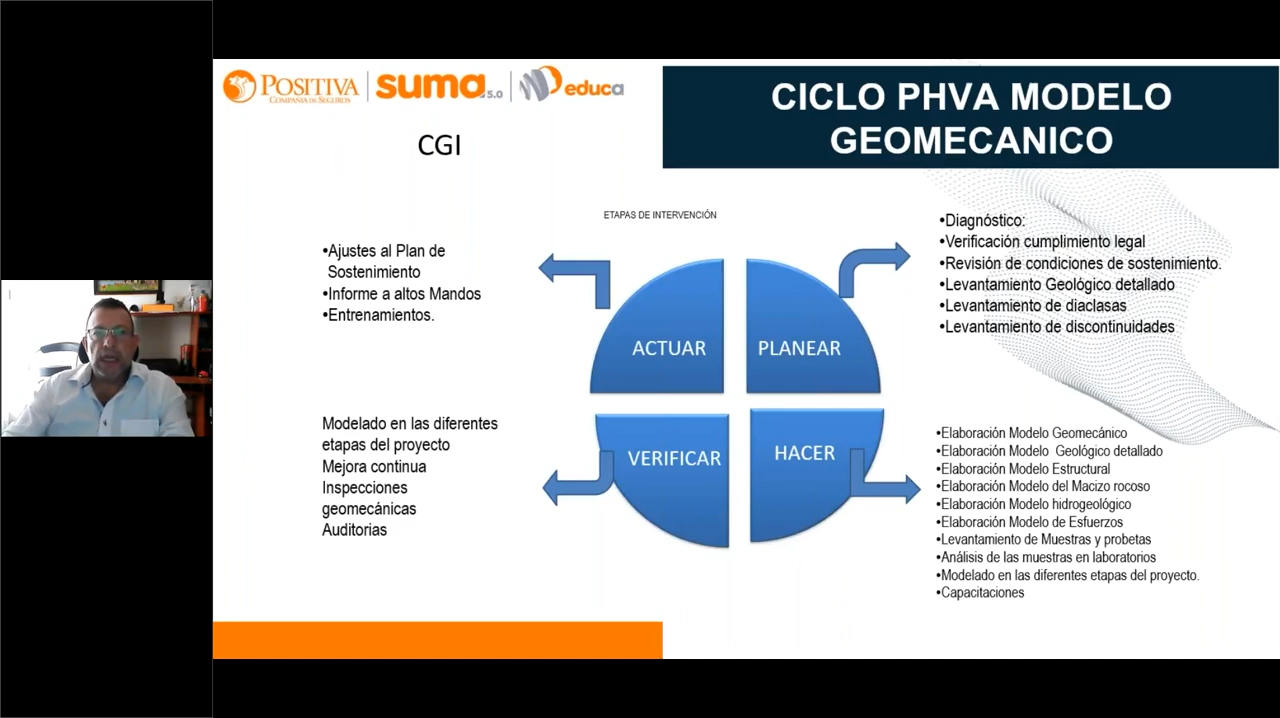 POSITIVA
COMPAÑIA DE SEGUROS
suma 5.0
educa
CICLO PHVA MODELO
GEOMECANICO
CGI
ETAPAS DE INTERVENCIÓN
•Ajustes al Plan de
Sostenimiento
•Informe a altos Mandos
•Entrenamientos.
•Diagnóstico:
•Verificación cumplimiento legal
•Revisión de condiciones de sostenimiento.
•Levantamiento Geológico detallado
•Levantamiento de diaclasas
•Levantamiento de discontinuidades
ACTUAR
PLANEAR
VERIFICAR
HACER
Modelado en las diferentes
etapas del proyecto
Mejora continua
Inspecciones
geomecánicas
Auditorias
•Elaboración Modelo Geomecánico
•Elaboración Modelo Geológico detallado
•Elaboración Modelo Estructural
•Elaboración Modelo del Macizo rocoso
•Elaboración Modelo hidrogeológico
•Elaboración Modelo de Esfuerzos
•Levantamiento de Muestras y probetas
•Análisis de las muestras en laboratorios
•Modelado en las diferentes etapas del proyecto.
•Capacitaciones